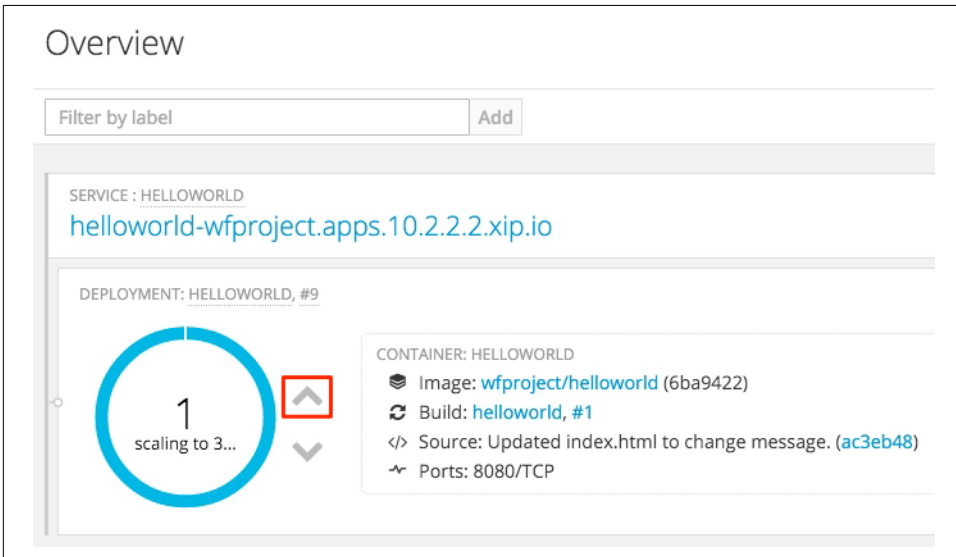 Overview
Filter by label Add
SERVICE : HELLOWORLD
helloworld-wfproject.apps.10.2.2.2.xip.io
DEPLOYMENT: HELLOWORLD, #9
1
scaling to 3...
CONTAINER: HELLOWORLD
Image: wfproject/helloworld (6ba9422)
Build: helloworld, #1
</> Source: Updated index.html to change message. (ac3eb48)
Ports: 8080/TCP